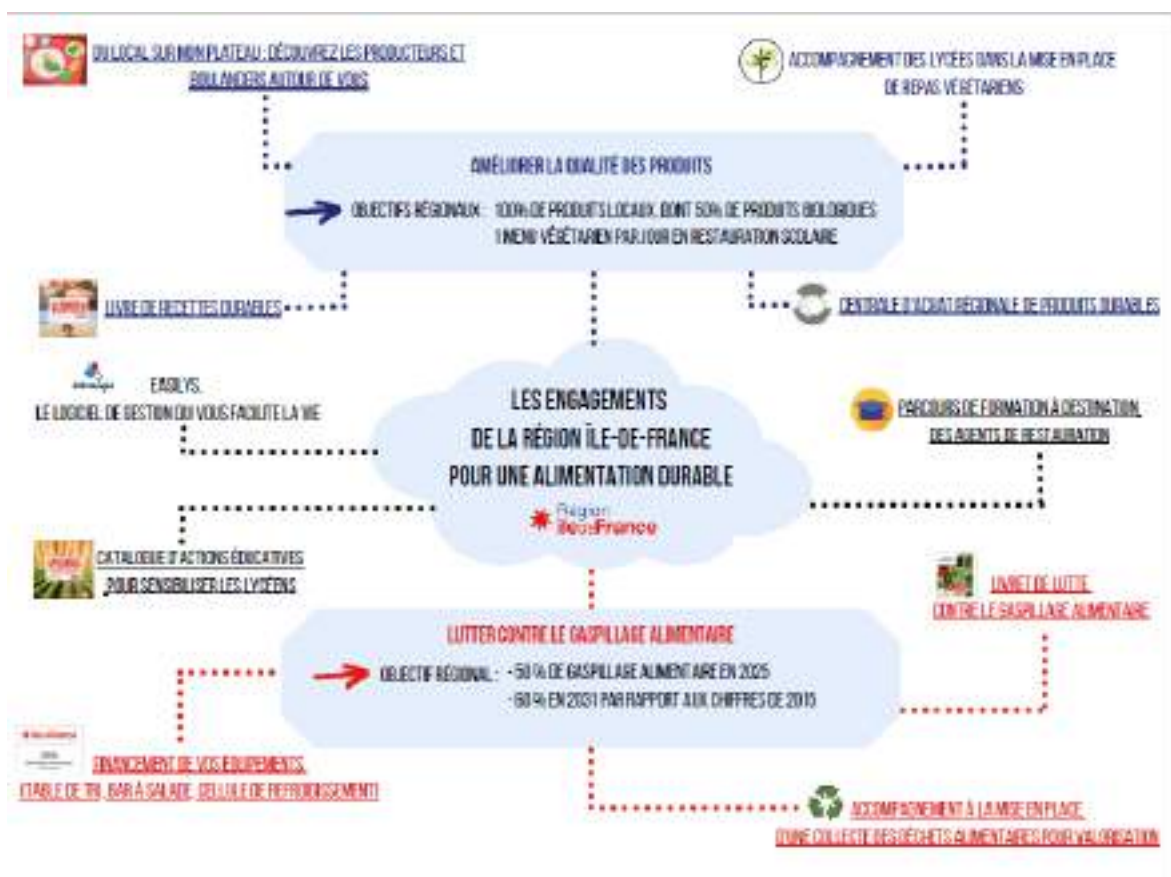 DU LOCAL SUR MON PLATEAU : DÉCOUVREZ LES PRODUCTEURS ET
BOULANGERS AUTOUR DE VOUS
ACCOMPAGNEMENT DES LYCÉES DANS LA MISE EN PLACE
DE REPAS VÉGÉTARIENS
AMÉLIORER LA QUALITÉ DES PRODUITS
OBJECTIFS RÉGIONAUX : 100% DE PRODUITS LOCAUX, DONT 50% DE PRODUITS BIOLOGIQUES
1 MENU VÉGÉTARIEN PAR JOUR EN RESTAURATION SCOLAIRE
LIVRE DE RECETTES DURABLES
CENTRALE D'ACHAT RÉGIONALE DE PRODUITS DURABLES
EASILYS,
LE LOGICIEL DE GESTION QUI VOUS FACILITE LA VIE
LES ENGAGEMENTS
DE LA RÉGION ÎLE-DE-FRANCE
POUR UNE ALIMENTATION DURABLE
Région
île de France
PARCOURS DE FORMATION À DESTINATION
DES AGENTS DE RESTAURATION
CATALOGUE D'ACTIONS ÉDUCATIVES
POUR SENSIBILISER LES LYCÉENS
LIVRET DE LUTTE
CONTRE LE GASPILLAGE ALIMENTAIRE
LUTTER CONTRE LE GASPILLAGE ALIMENTAIRE
OBJECTIF RÉGIONAL : - 50 % DE GASPILLAGE ALIMENTAIRE EN 2025
- 60 % EN 2031 PAR RAPPORT AUX CHIFFRES DE
FINANCEMENT DE VOS ÉQUIPEMENTS
(TABLE DE TRI, BAR À SALADE, CELLULE DE REFROIDISSEMENT)
ACCOMPAGNEMENT À LA MISE EN PLACE
D'UNE COLLECTE DES DÉCHETS ALIMENTAIRES POUR VALORISATION